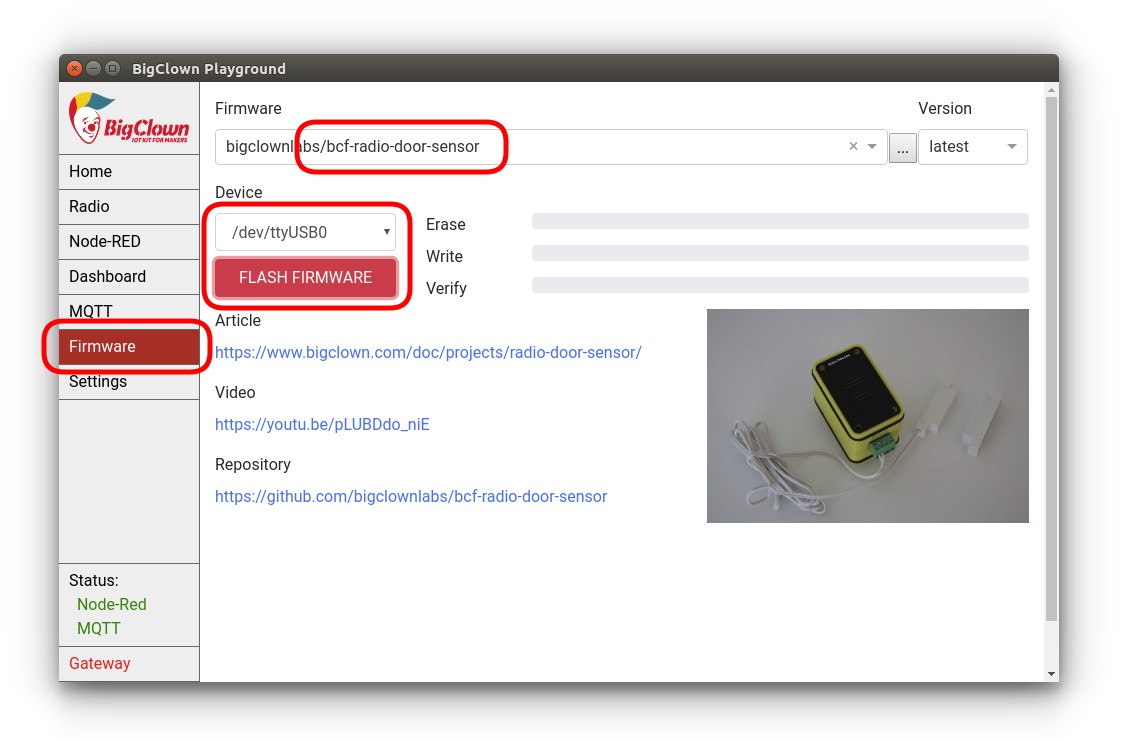 BigClown Playground
BigClown
IOT KIT FOR MAKERS
Home
Radio
Node-RED
Dashboard
MQTT
Firmware
Settings
Status:
Node-Red
MQTT
Gateway
Firmware
Version
bigclownlabs/bcf-radio-door-sensor
×
...
latest
Device
/dev/ttyUSB0
FLASH FIRMWARE
Erase
Write
Verify
Article
https://www.bigclown.com/doc/projects/radio-door-sensor/
Video
https://youtu.be/pLUBDdo_niE
Repository
https://github.com/bigclownlabs/bcf-radio-door-sensor